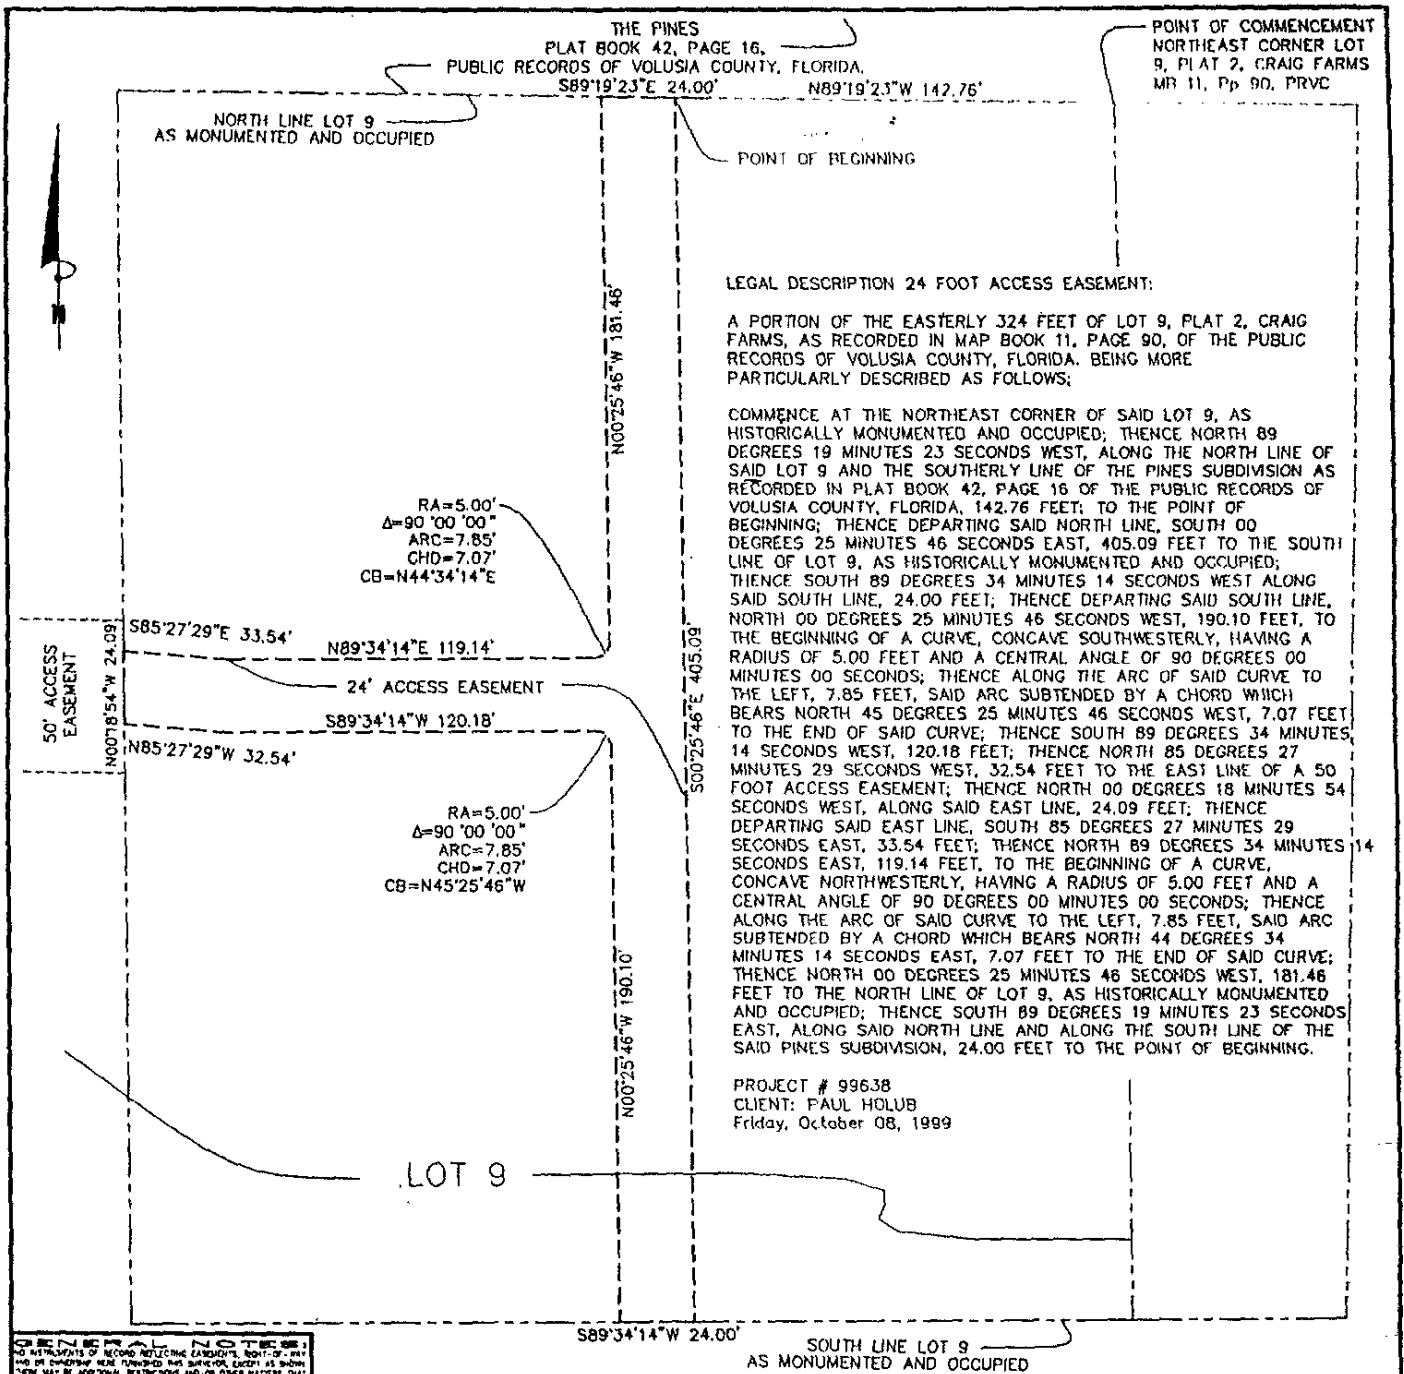 THE PINES
PLAT BOOK 42, PAGE 16,
PUBLIC RECORDS OF VOLUSIA COUNTY, FLORIDA.
S89°19'23"E 24.00'
N89°19'23"W 142.76'
POINT OF COMMENCEMENT
NORTHEAST CORNER LOT
9, PLAT 2, CRAIG FARMS
MB 11, Pp 90, PRVC
NORTH LINE LOT 9
AS MONUMENTED AND OCCUPIED
POINT OF BEGINNING
N
N00°25'46"W 181.46'
LEGAL DESCRIPTION 24 FOOT ACCESS EASEMENT:
A PORTION OF THE EASTERLY 324 FEET OF LOT 9, PLAT 2, CRAIG
FARMS, AS RECORDED IN MAP BOOK 11, PAGE 90, OF THE PUBLIC
RECORDS OF VOLUSIA COUNTY, FLORIDA. BEING MORE
PARTICULARLY DESCRIBED AS FOLLOWS;
COMMENCE AT THE NORTHEAST CORNER OF SAID LOT 9, AS
HISTORICALLY MONUMENTED AND OCCUPIED; THENCE NORTH 89
DEGREES 19 MINUTES 23 SECONDS WEST, ALONG THE NORTH LINE OF
SAID LOT 9 AND THE SOUTHERLY LINE OF THE PINES SUBDIVISION AS
RECORDED IN PLAT BOOK 42, PAGE 16 OF THE PUBLIC RECORDS OF
VOLUSIA COUNTY, FLORIDA, 142.76 FEET; TO THE POINT OF
BEGINNING; THENCE DEPARTING SAID NORTH LINE, SOUTH 00
DEGREES 25 MINUTES 46 SECONDS EAST, 405.09 FEET TO THE SOUTH
LINE OF LOT 9, AS HISTORICALLY MONUMENTED AND OCCUPIED;
THENCE SOUTH 89 DEGREES 34 MINUTES 14 SECONDS WEST ALONG
SAID SOUTH LINE, 24.00 FEET; THENCE DEPARTING SAID SOUTH LINE,
NORTH 00 DEGREES 25 MINUTES 46 SECONDS WEST, 190.10 FEET, TO
THE BEGINNING OF A CURVE, CONCAVE SOUTHWESTERLY, HAVING A
RADIUS OF 5.00 FEET AND A CENTRAL ANGLE OF 90 DEGREES 00
MINUTES 00 SECONDS; THENCE ALONG THE ARC OF SAID CURVE TO
THE LEFT, 7.85 FEET, SAID ARC SUBTENDED BY A CHORD WHICH
BEARS NORTH 45 DEGREES 25 MINUTES 46 SECONDS WEST, 7.07 FEET
TO THE END OF SAID CURVE; THENCE SOUTH 89 DEGREES 34 MINUTES
14 SECONDS WEST, 120.18 FEET; THENCE NORTH 85 DEGREES 27
MINUTES 29 SECONDS WEST, 32.54 FEET TO THE EAST LINE OF A 50
FOOT ACCESS EASEMENT; THENCE NORTH 00 DEGREES 18 MINUTES 54
SECONDS WEST, ALONG SAID EAST LINE, 24.09 FEET; THENCE
DEPARTING SAID EAST LINE, SOUTH 85 DEGREES 27 MINUTES 29
SECONDS EAST, 33.54 FEET; THENCE NORTH 89 DEGREES 34 MINUTES 14
SECONDS EAST, 119.14 FEET, TO THE BEGINNING OF A CURVE,
CONCAVE NORTHWESTERLY, HAVING A RADIUS OF 5.00 FEET AND A
CENTRAL ANGLE OF 90 DEGREES 00 MINUTES 00 SECONDS; THENCE
ALONG THE ARC OF SAID CURVE TO THE LEFT, 7.85 FEET, SAID ARC
SUBTENDED BY A CHORD WHICH BEARS NORTH 44 DEGREES 34
MINUTES 14 SECONDS EAST, 7.07 FEET TO THE END OF SAID CURVE;
THENCE NORTH 00 DEGREES 25 MINUTES 46 SECONDS WEST, 181.46
FEET TO THE NORTH LINE OF LOT 9, AS HISTORICALLY MONUMENTED
AND OCCUPIED; THENCE SOUTH 89 DEGREES 19 MINUTES 23 SECONDS
EAST, ALONG SAID NORTH LINE AND ALONG THE SOUTH LINE OF THE
SAID PINES SUBDIVISION, 24.00 FEET TO THE POINT OF BEGINNING.
PROJECT # 99638
CLIENT: PAUL HOLUB
Friday, October 08, 1999
RA=5.00'
Δ=90°00'00"
ARC=7.85'
CHD=7.07'
CB=N44°34'14"E
50' ACCESS
EASEMENT
N00°18'54"W 24.09'
S85°27'29"E 33.54'
N89°34'14"E 119.14'
24' ACCESS EASEMENT
S89°34'14"W 120.18'
N85°27'29"W 32.54'
S00°25'46"E 405.09'
RA=5.00'
Δ=90°00'00"
ARC=7.85'
CHD=7.07'
CB=N45°25'46"W
N00°25'46"W 190.10'
LOT 9
S89°34'14"W 24.00'
SOUTH LINE LOT 9
AS MONUMENTED AND OCCUPIED
GENERAL NOTES:
NO INSTRUMENTS OF RECORD REFLECTING EASEMENTS, RIGHT-OF-WAY
AND OR OWNERSHIP WERE FURNISHED THIS SURVEYOR, EXCEPT AS SHOWN